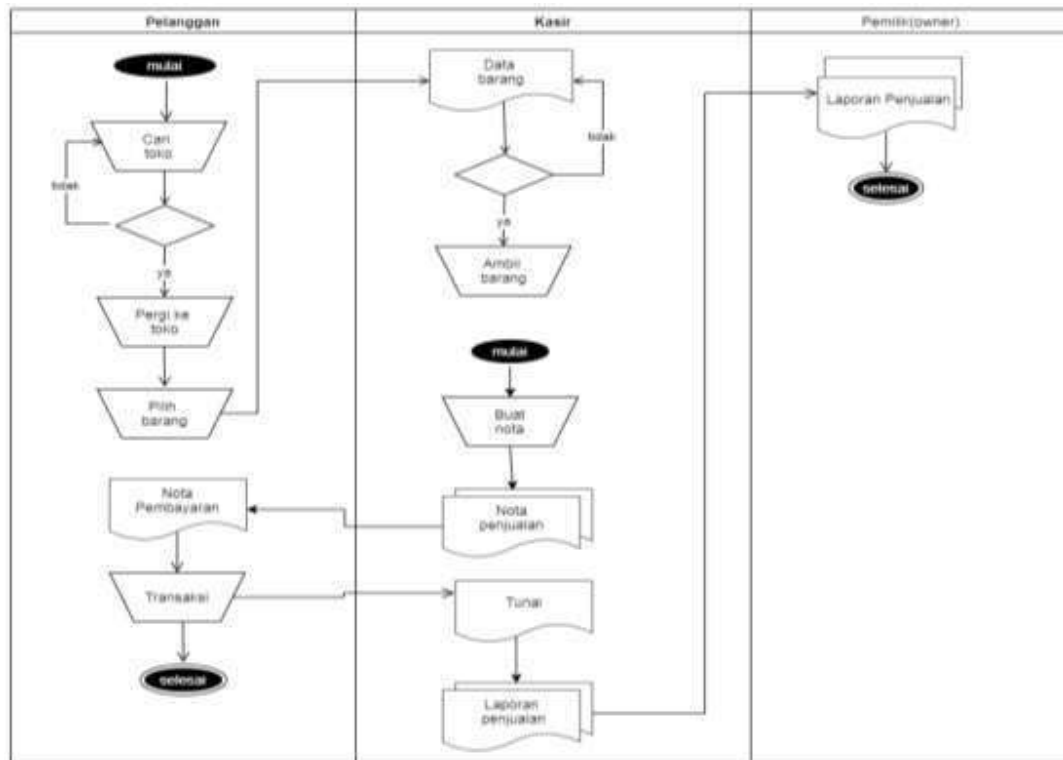 Pelanggan
Kasir
Pemilik(owner)
mulai
Cari
toko
tidak
ya
Pergi ke
toko
Pilih
barang
Nota
Pembayaran
Transaksi
selesai
Data
barang
tidak
ya
Ambil
barang
mulai
Buat
nota
Nota
penjualan
Tunai
Laporan
penjualan
Laporan Penjualan
selesai